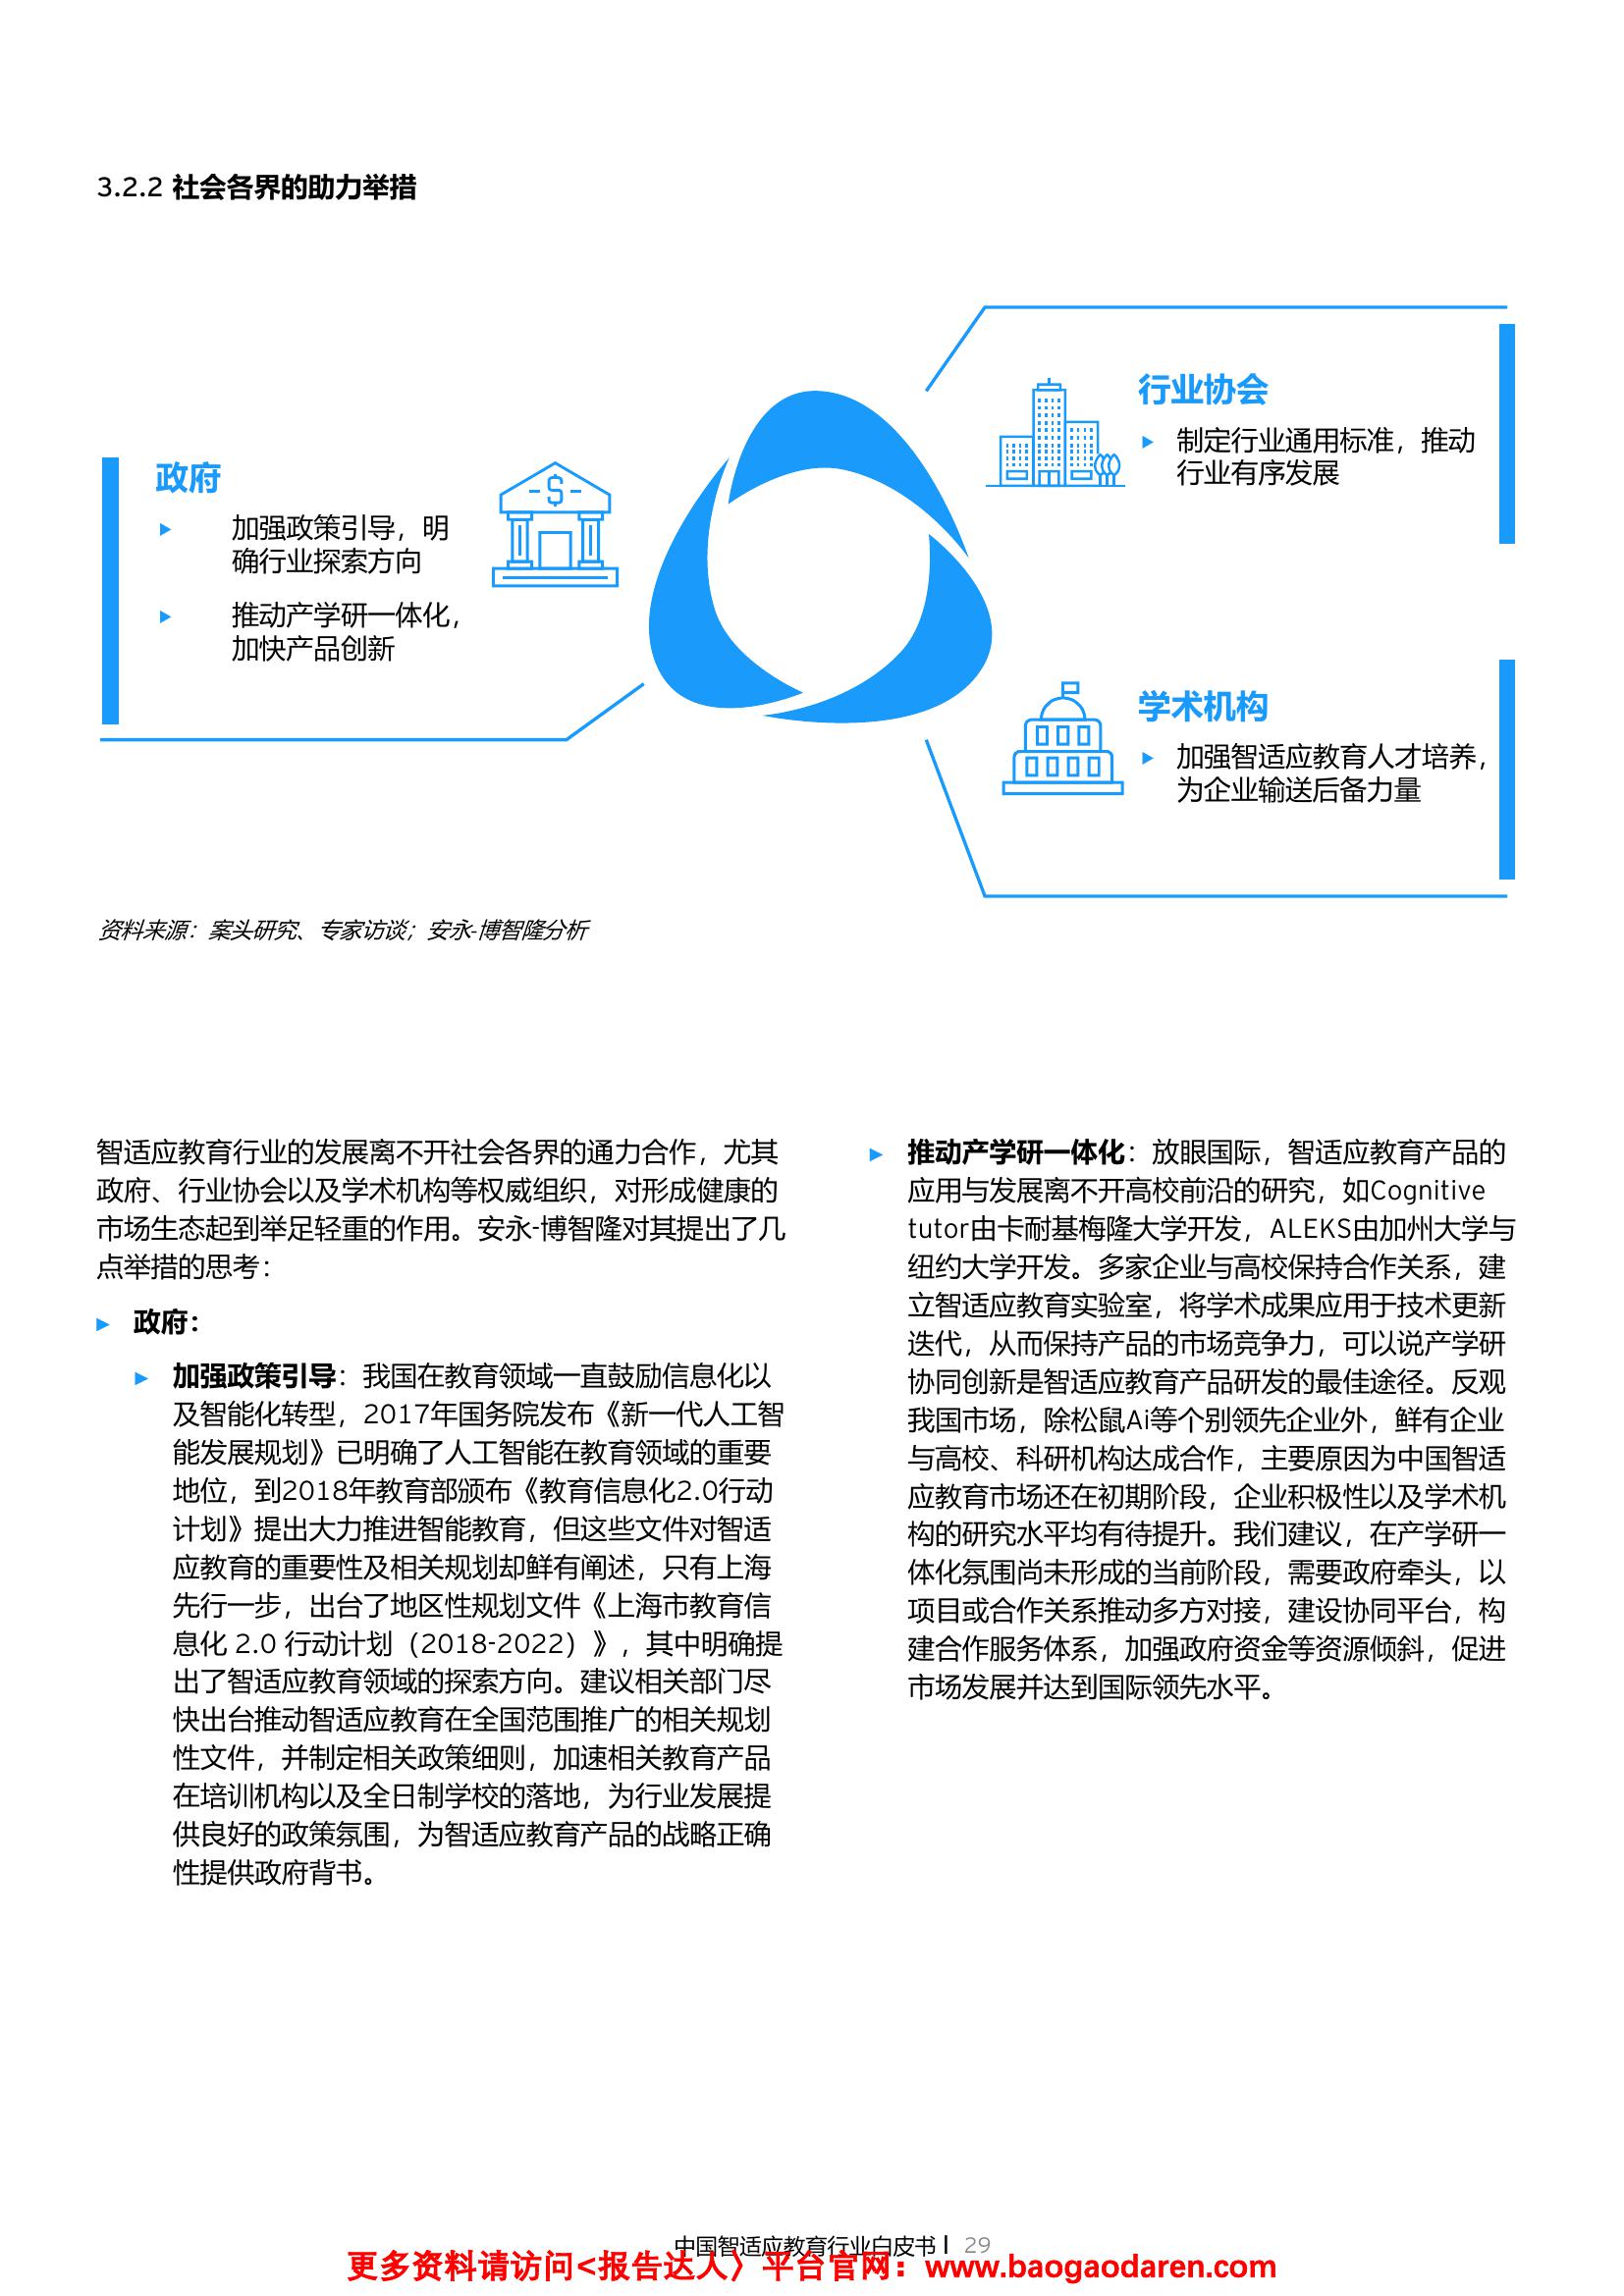 3.2.2 社会各界的助力举措
政府
加强政策引导，明
确行业探索方向
推动产学研一体化，
加快产品创新
$
行业协会
制定行业通用标准，推动
行业有序发展
学术机构
加强智适应教育人才培养，
为企业输送后备力量
资料来源：案头研究、专家访谈；安永-博智隆分析
智适应教育行业的发展离不开社会各界的通力合作，尤其
政府、行业协会以及学术机构等权威组织，对形成健康的
市场生态起到举足轻重的作用。安永-博智隆对其提出了几
点举措的思考：
政府：
加强政策引导：我国在教育领域一直鼓励信息化以
及智能化转型，2017年国务院发布《新一代人工智
能发展规划》已明确了人工智能在教育领域的重要
地位，到2018年教育部颁布《教育信息化2.0行动
计划》提出大力推进智能教育，但这些文件对智适
应教育的重要性及相关规划却鲜有阐述，只有上海
先行一步，出台了地区性规划文件《上海市教育信
息化 2.0 行动计划（2018-2022）》，其中明确提
出了智适应教育领域的探索方向。建议相关部门尽
快出台推动智适应教育在全国范围推广的相关规划
性文件，并制定相关政策细则，加速相关教育产品
在培训机构以及全日制学校的落地，为行业发展提
供良好的政策氛围，为智适应教育产品的战略正确
性提供政府背书。
推动产学研一体化：放眼国际，智适应教育产品的
应用与发展离不开高校前沿的研究，如Cognitive
tutor由卡耐基梅隆大学开发，ALEKS由加州大学与
纽约大学开发。多家企业与高校保持合作关系，建
立智适应教育实验室，将学术成果应用于技术更新
迭代，从而保持产品的市场竞争力，可以说产学研
协同创新是智适应教育产品研发的最佳途径。反观
我国市场，除松鼠Ai等个别领先企业外，鲜有企业
与高校、科研机构达成合作，主要原因为中国智适
应教育市场还在初期阶段，企业积极性以及学术机
构的研究水平均有待提升。我们建议，在产学研一
体化氛围尚未形成的当前阶段，需要政府牵头，以
项目或合作关系推动多方对接，建设协同平台，构
建合作服务体系，加强政府资金等资源倾斜，促进
市场发展并达到国际领先水平。
中国智适应教育行业白皮书 | 29
更多资料请访问<报告达人〉平台官网：www.baogaodaren.com